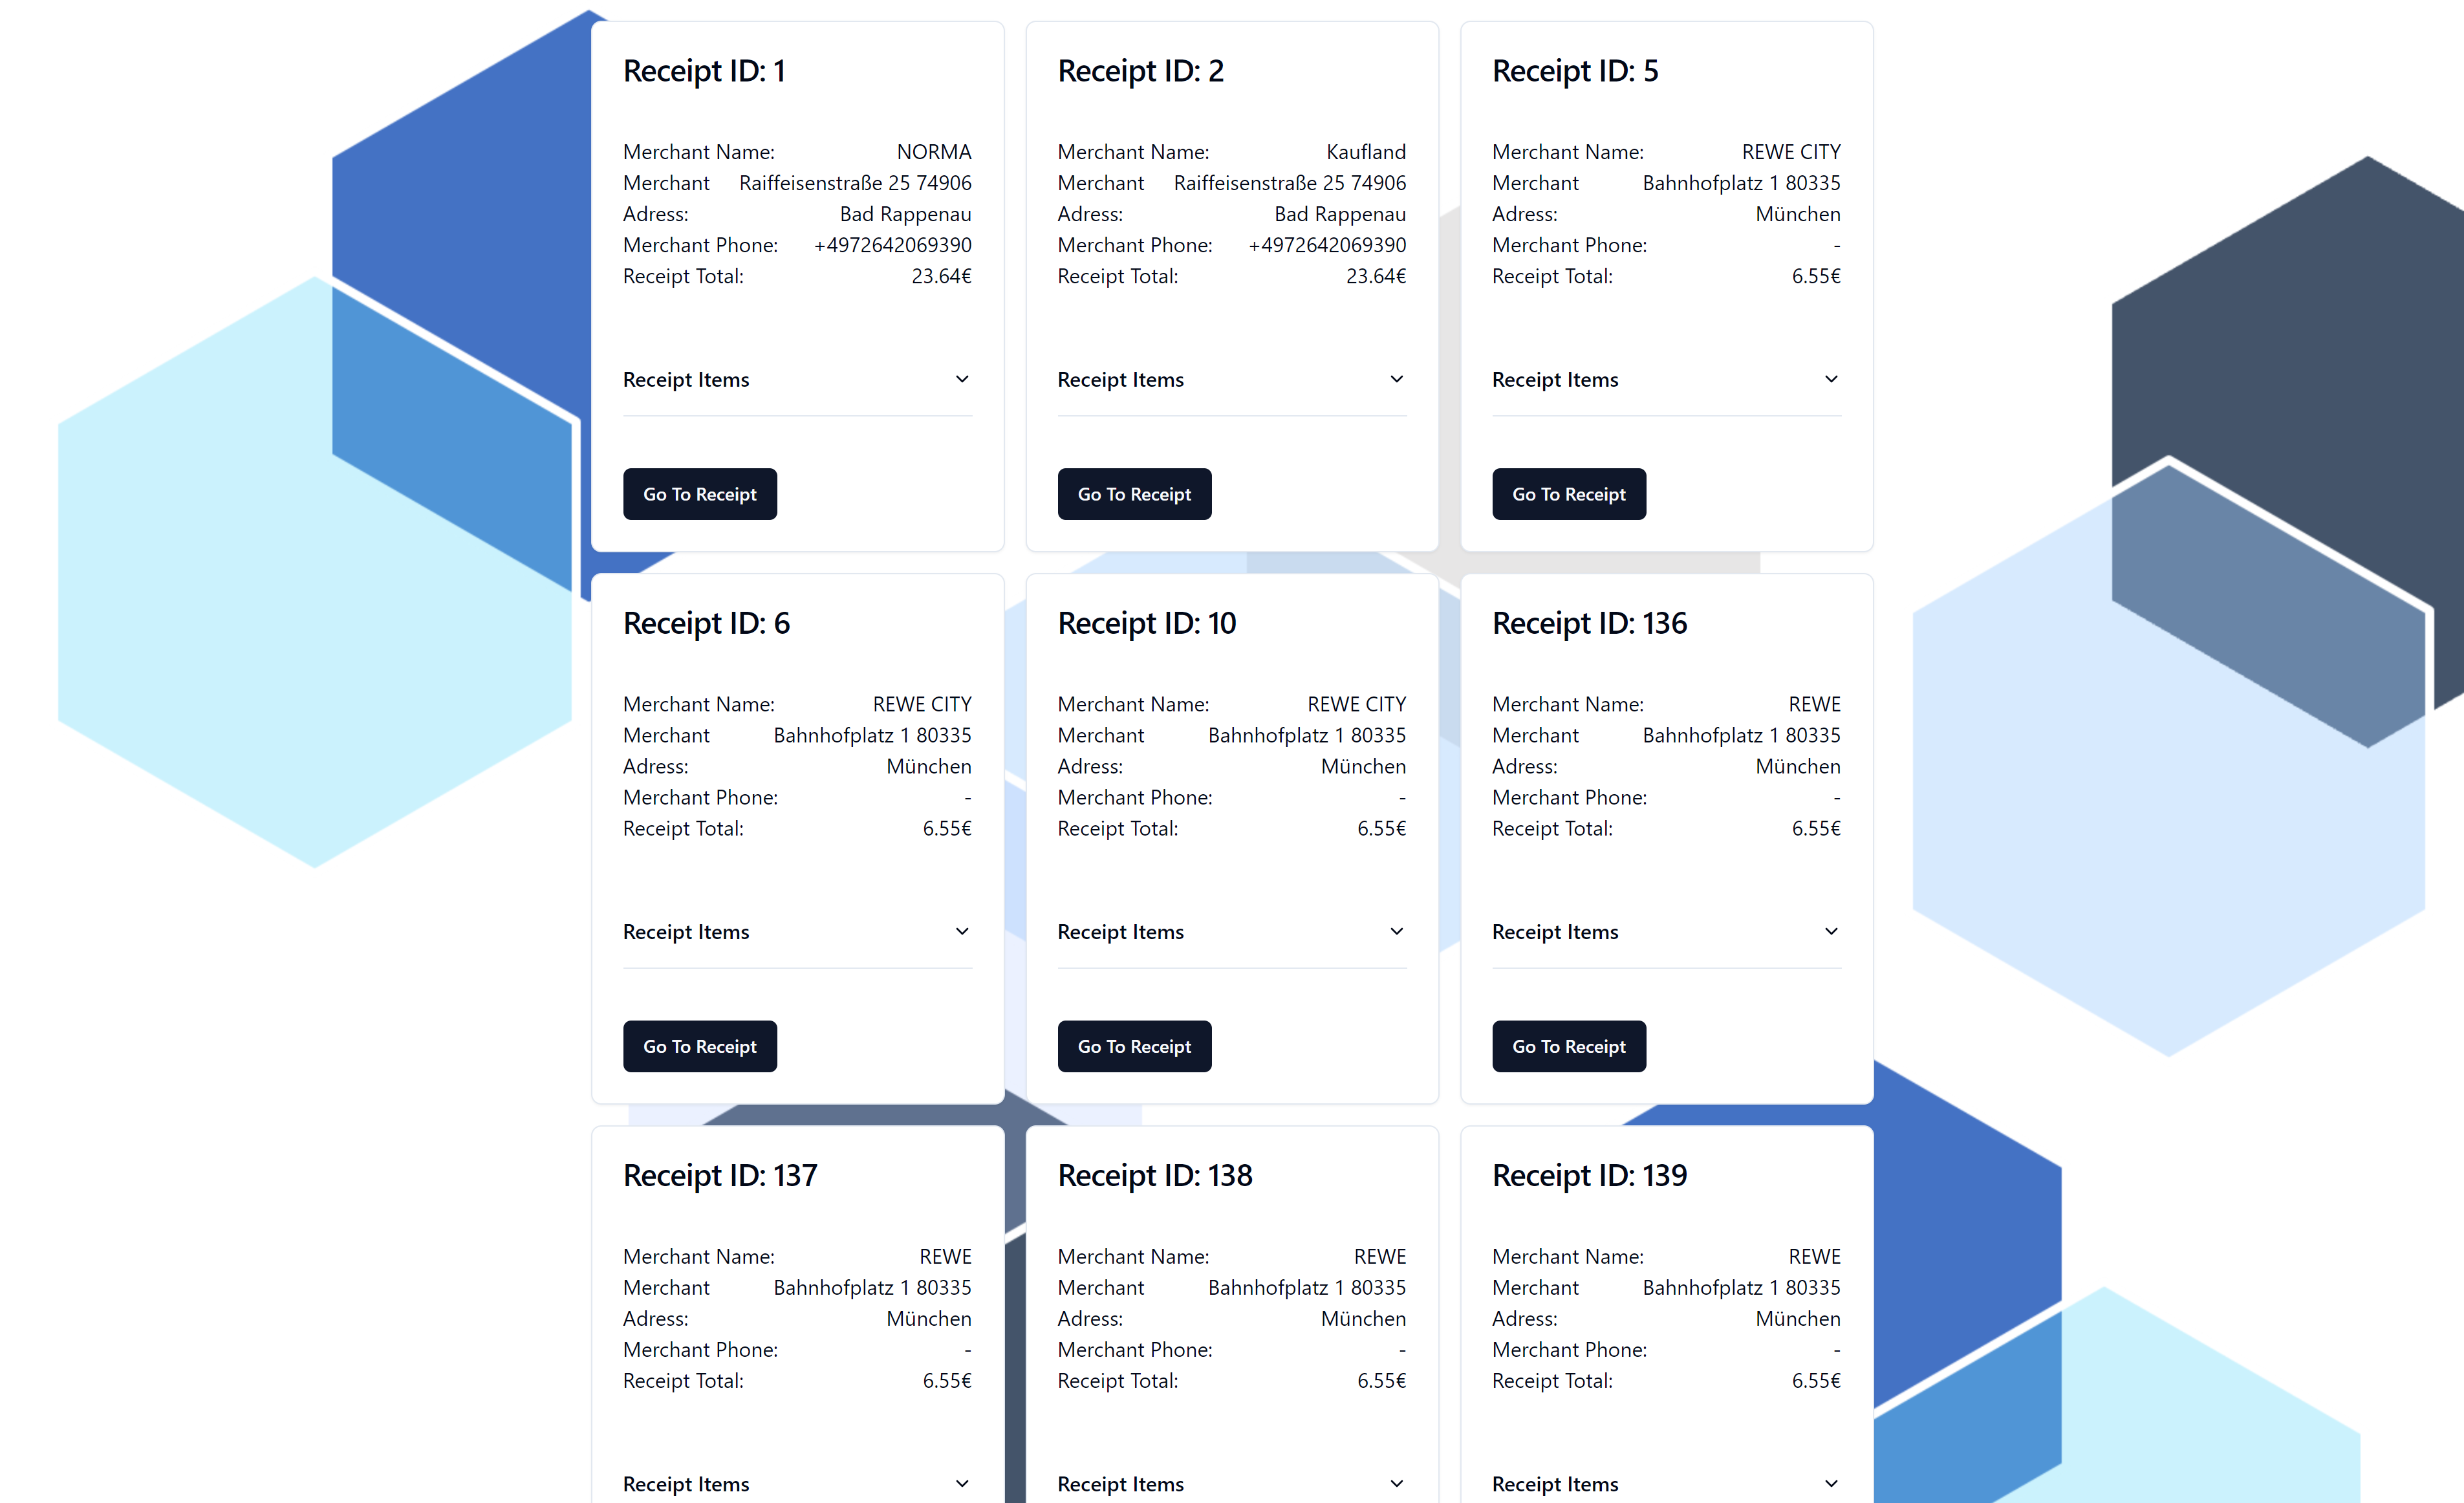 Receipt ID: 1
Merchant Name: NORMA
Merchant Raiffeisenstraße 25 74906
Adress: Bad Rappenau
Merchant Phone: +4972642069390
Receipt Total: 23.64€
Receipt Items
Go To Receipt
Receipt ID: 2
Merchant Name: Kaufland
Merchant Raiffeisenstraße 25 74906
Adress: Bad Rappenau
Merchant Phone: +4972642069390
Receipt Total: 23.64€
Receipt Items
Go To Receipt
Receipt ID: 5
Merchant Name: REWE CITY
Merchant Bahnhofplatz 1 80335
Adress: München
Merchant Phone: -
Receipt Total: 6.55€
Receipt Items
Go To Receipt
Receipt ID: 6
Merchant Name: REWE CITY
Merchant Bahnhofplatz 1 80335
Adress: München
Merchant Phone: -
Receipt Total: 6.55€
Receipt Items
Go To Receipt
Receipt ID: 10
Merchant Name: REWE CITY
Merchant Bahnhofplatz 1 80335
Adress: München
Merchant Phone: -
Receipt Total: 6.55€
Receipt Items
Go To Receipt
Receipt ID: 136
Merchant Name: REWE
Merchant Bahnhofplatz 1 80335
Adress: München
Merchant Phone: -
Receipt Total: 6.55€
Receipt Items
Go To Receipt
Receipt ID: 137
Merchant Name: REWE
Merchant Bahnhofplatz 1 80335
Adress: München
Merchant Phone: -
Receipt Total: 6.55€
Receipt Items
Receipt ID: 138
Merchant Name: REWE
Merchant Bahnhofplatz 1 80335
Adress: München
Merchant Phone: -
Receipt Total: 6.55€
Receipt Items
Receipt ID: 139
Merchant Name: REWE
Merchant Bahnhofplatz 1 80335
Adress: München
Merchant Phone: -
Receipt Total: 6.55€
Receipt Items